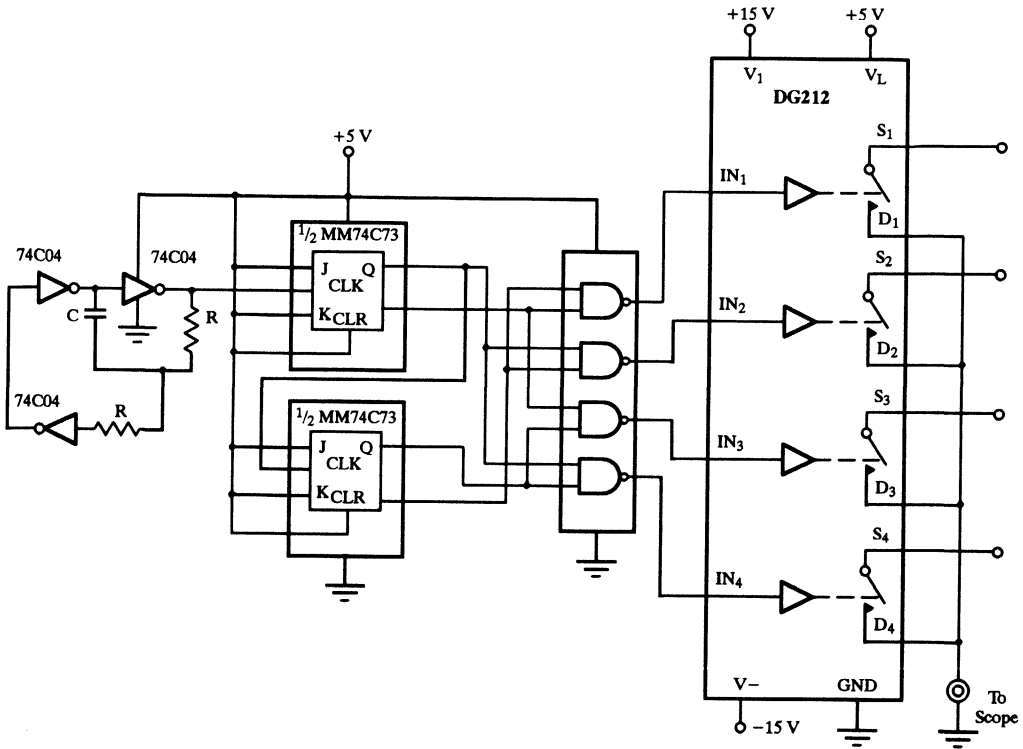 +15 V
+5 V
V1
VL
DG212
S1
+5 V
IN1
D1
1/2 MM74C73
74C04
74C04
J
Q
CLK
K
CLR
C
R
S2
IN2
D2
74C04
R
1/2 MM74C73
J
Q
CLK
K
CLR
S3
IN3
D3
S4
IN4
D4
V−
GND
−15 V
To
Scope